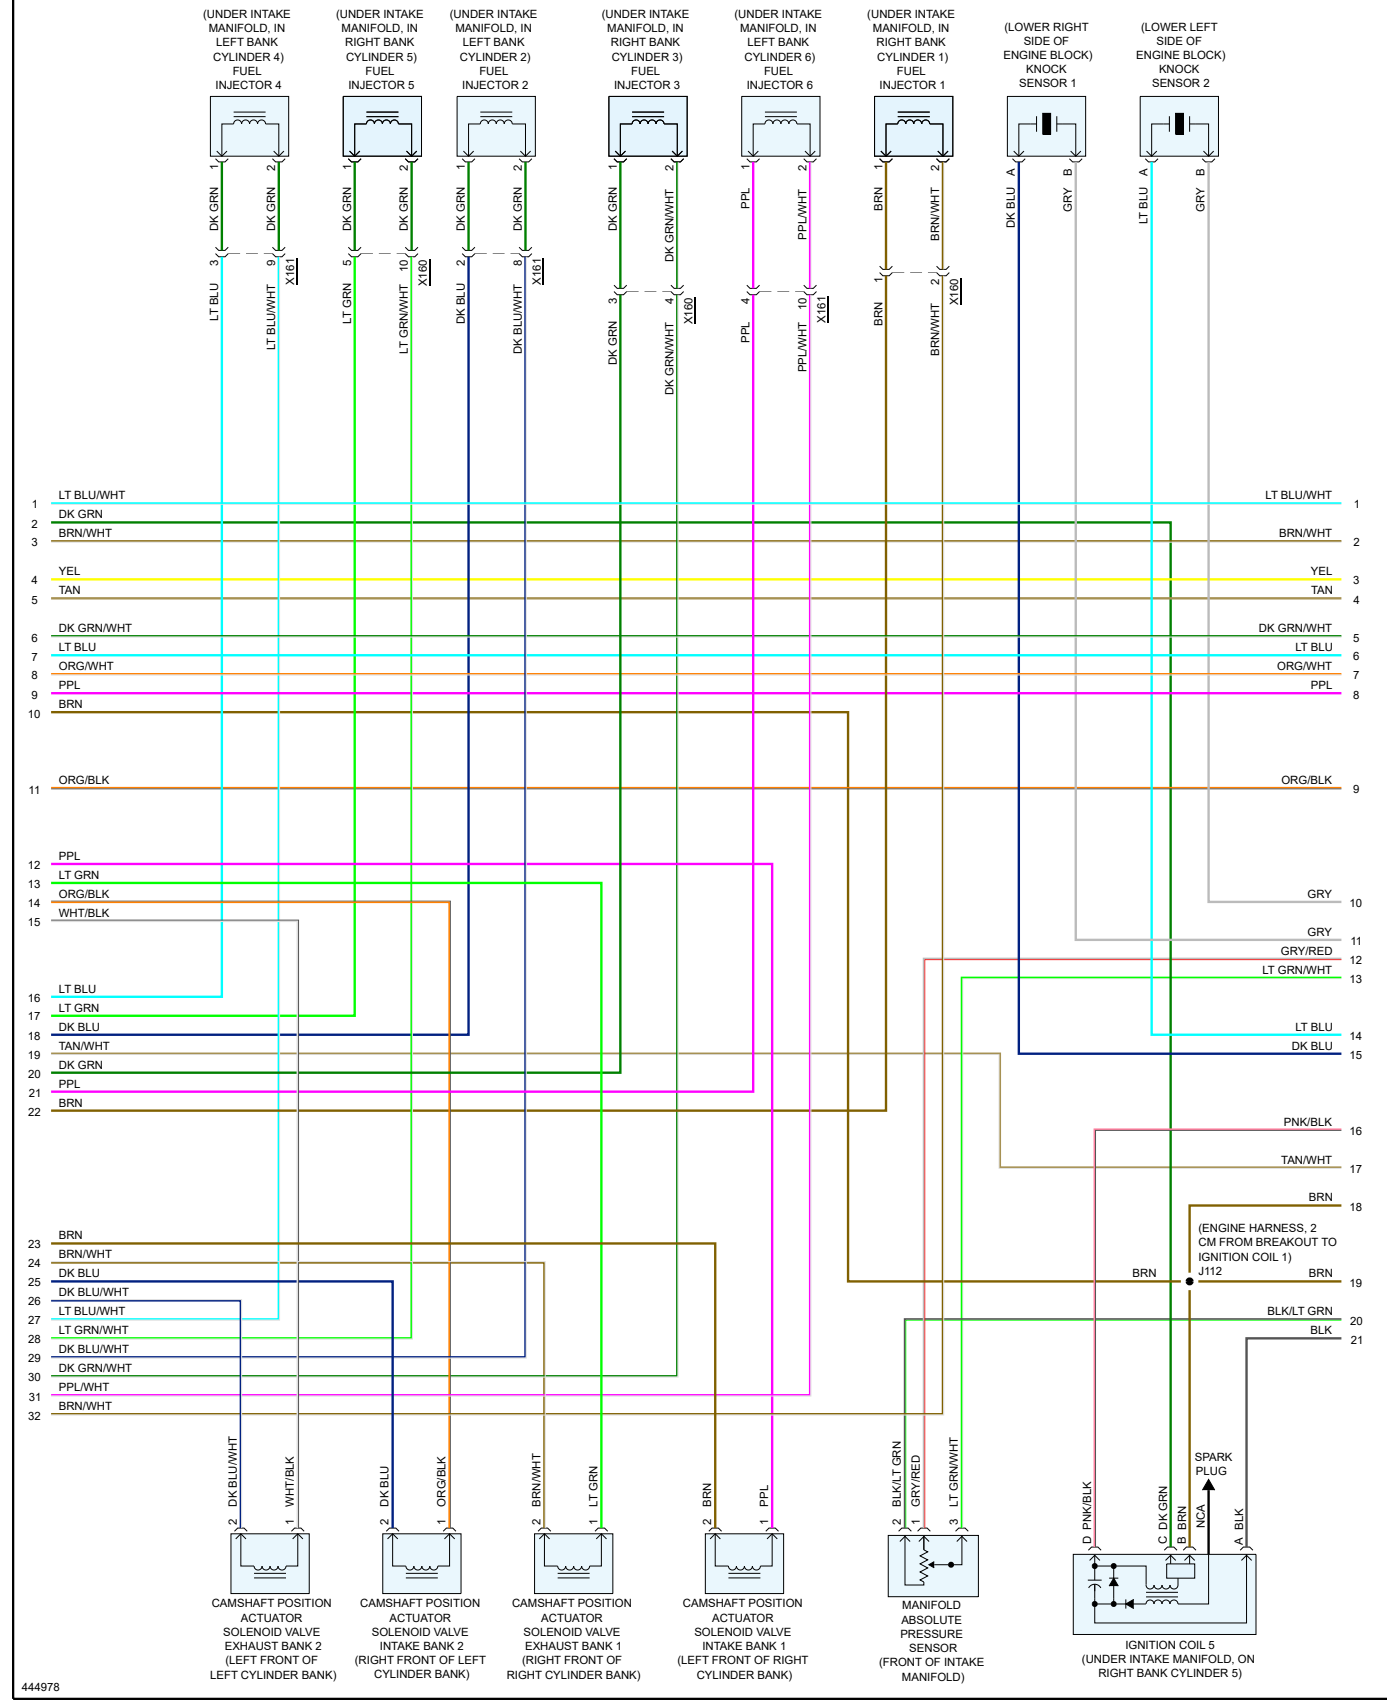 (UNDER INTAKE
MANIFOLD, IN
LEFT BANK
CYLINDER 4)
FUEL
INJECTOR 4
(UNDER INTAKE
MANIFOLD, IN
RIGHT BANK
CYLINDER 5)
FUEL
INJECTOR 5
(UNDER INTAKE
MANIFOLD, IN
LEFT BANK
CYLINDER 2)
FUEL
INJECTOR 2
(UNDER INTAKE
MANIFOLD, IN
RIGHT BANK
CYLINDER 3)
FUEL
INJECTOR 3
(UNDER INTAKE
MANIFOLD, IN
LEFT BANK
CYLINDER 6)
FUEL
INJECTOR 6
(UNDER INTAKE
MANIFOLD, IN
RIGHT BANK
CYLINDER 1)
FUEL
INJECTOR 1
(LOWER RIGHT
SIDE OF
ENGINE BLOCK)
KNOCK
SENSOR 1
(LOWER LEFT
SIDE OF
ENGINE BLOCK)
KNOCK
SENSOR 2
1 DK GRN
2 DK GRN
3 LT BLU
9 LT BLU/WHT
X161
1 DK GRN
2 DK GRN
5 LT GRN
10 LT GRN/WHT
X160
1 DK GRN
2 DK GRN
2 DK BLU
8 DK BLU/WHT
X161
1 DK GRN
2 DK GRN/WHT
3 DK GRN
4 DK GRN/WHT
X160
1 PPL
2 PPL/WHT
4 PPL
10 PPL/WHT
X161
1 BRN
2 BRN/WHT
1 BRN
2 BRN/WHT
X160
A DK BLU
B GRY
A LT BLU
B GRY
1 LT BLU/WHT
2 DK GRN
3 BRN/WHT
4 YEL
5 TAN
6 DK GRN/WHT
7 LT BLU
8 ORG/WHT
9 PPL
10 BRN
11 ORG/BLK
12 PPL
13 LT GRN
14 ORG/BLK
15 WHT/BLK
16 LT BLU
17 LT GRN
18 DK BLU
19 TAN/WHT
20 DK GRN
21 PPL
22 BRN
23 BRN
24 BRN/WHT
25 DK BLU
26 DK BLU/WHT
27 LT BLU/WHT
28 LT GRN/WHT
29 DK BLU/WHT
30 DK GRN/WHT
31 PPL/WHT
32 BRN/WHT
LT BLU/WHT 1
BRN/WHT 2
YEL 3
TAN 4
DK GRN/WHT 5
LT BLU 6
ORG/WHT 7
PPL 8
ORG/BLK 9
GRY 10
GRY 11
GRY/RED 12
LT GRN/WHT 13
LT BLU 14
DK BLU 15
PNK/BLK 16
TAN/WHT 17
BRN 18
(ENGINE HARNESS, 2
CM FROM BREAKOUT TO
IGNITION COIL 1)
J112
BRN
BRN 19
BLK/LT GRN 20
BLK 21
2 DK BLU/WHT
1 WHT/BLK
2 DK BLU
1 ORG/BLK
2 BRN/WHT
1 LT GRN
2 BRN
1 PPL
2 BLK/LT GRN
1 GRY/RED
3 LT GRN/WHT
D PNK/BLK
C DK GRN
B BRN
NCA
SPARK
PLUG
A BLK
CAMSHAFT POSITION
ACTUATOR
SOLENOID VALVE
EXHAUST BANK 2
(LEFT FRONT OF
LEFT CYLINDER BANK)
CAMSHAFT POSITION
ACTUATOR
SOLENOID VALVE
INTAKE BANK 2
(RIGHT FRONT OF LEFT
CYLINDER BANK)
CAMSHAFT POSITION
ACTUATOR
SOLENOID VALVE
EXHAUST BANK 1
(RIGHT FRONT OF
RIGHT CYLINDER BANK)
CAMSHAFT POSITION
ACTUATOR
SOLENOID VALVE
INTAKE BANK 1
(LEFT FRONT OF RIGHT
CYLINDER BANK)
MANIFOLD
ABSOLUTE
PRESSURE
SENSOR
(FRONT OF INTAKE
MANIFOLD)
IGNITION COIL 5
(UNDER INTAKE MANIFOLD, ON
RIGHT BANK CYLINDER 5)
444978